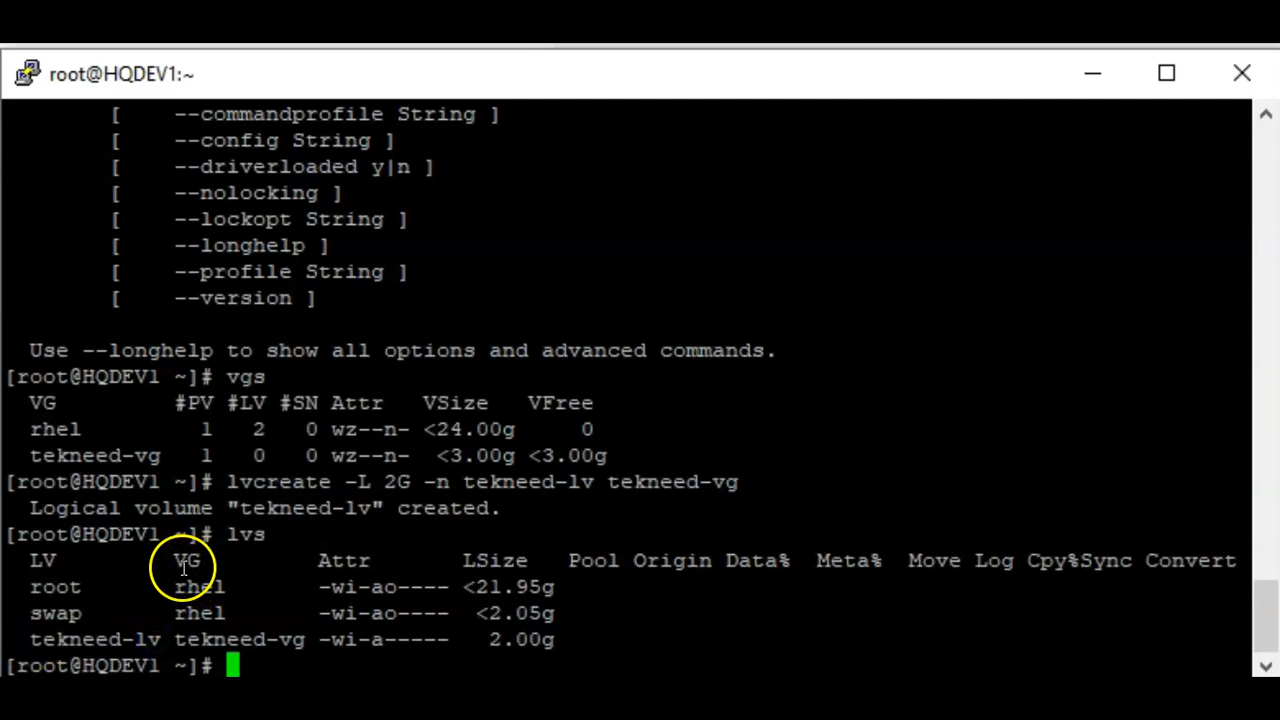 root@HQDEV1:~
[ --commandprofile String ]
[ --config String ]
[ --driverloaded y|n ]
[ --nolocking ]
[ --lockopt String ]
[ --longhelp ]
[ --profile String ]
[ --version ]
Use --longhelp to show all options and advanced commands.
[root@HQDEV1 ~]# vgs
VG #PV #LV #SN Attr VSize VFree
rhel 1 2 0 wz--n- <24.00g 0
tekneed-vg 1 0 0 wz--n- <3.00g <3.00g
[root@HQDEV1 ~]# lvcreate -L 2G -n tekneed-lv tekneed-vg
Logical volume "tekneed-lv" created.
[root@HQDEV1 ~]# lvs
LV VG Attr LSize Pool Origin Data% Meta% Move Log Cpy%Sync Convert
root rhel -wi-ao---- <21.95g
swap rhel -wi-ao---- <2.05g
tekneed-lv tekneed-vg -wi-a----- 2.00g
[root@HQDEV1 ~]#